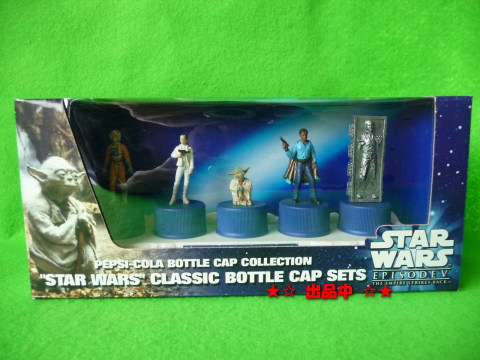 PEPSI-COLA BOTTLE CAP COLLECTION
"STAR WARS" CLASSIC BOTTLE CAP SETS
STAR
WARS
EPISODE V
THE EMPIRE STRIKES BACK
★☆ 出品中 ☆★